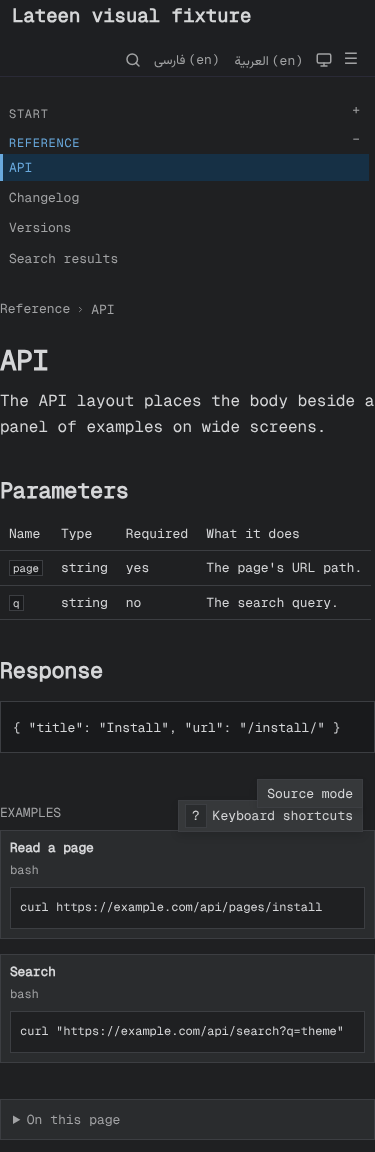 Lateen visual fixture
فارسی (en) العربية (en)
START +
REFERENCE −
API
Changelog
Versions
Search results
Reference › API
API
The API layout places the body beside a
panel of examples on wide screens.
Parameters
Name Type Required What it does
page string yes The page's URL path.
q string no The search query.
Response
{ "title": "Install", "url": "/install/" }
Source mode
? Keyboard shortcuts
EXAMPLES
Read a page
bash
curl https://example.com/api/pages/install
Search
bash
curl "https://example.com/api/search?q=theme"
On this page